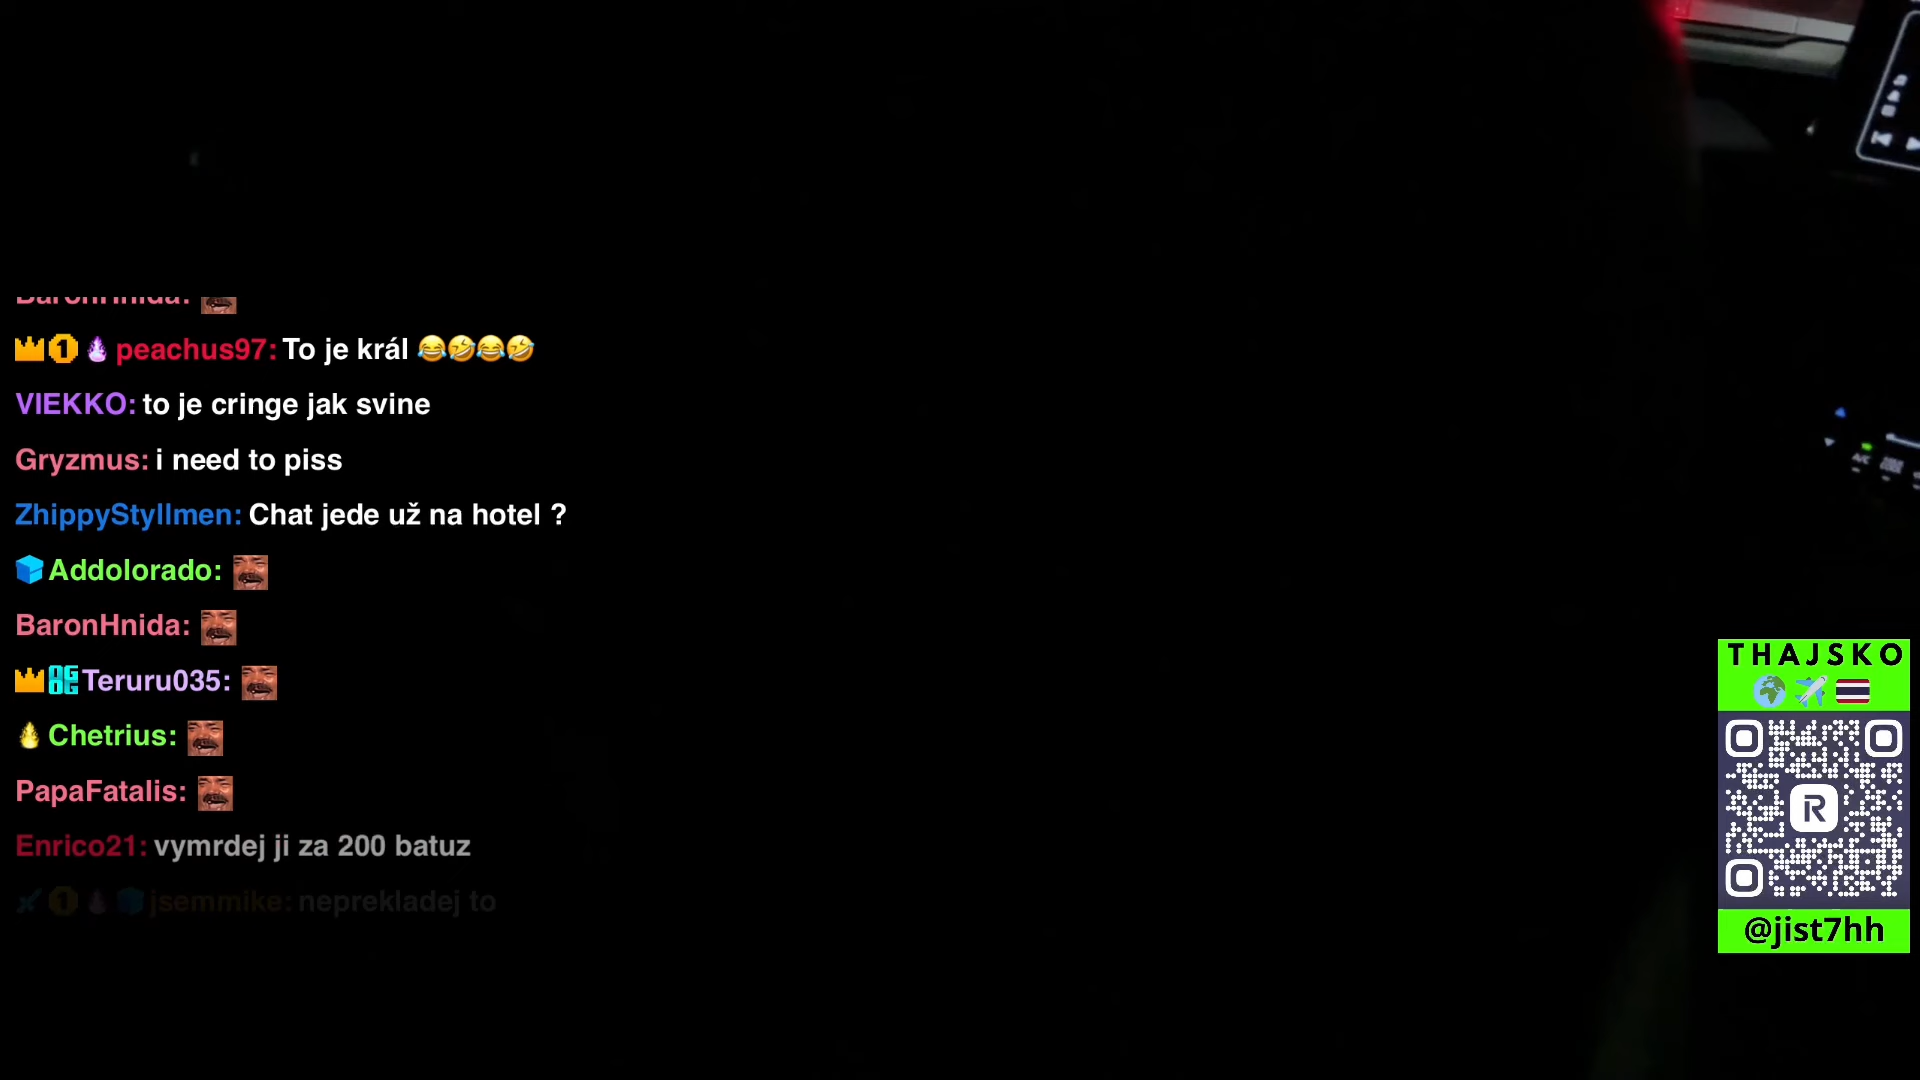 BaronHnida:
peachus97: To je král 😂🤣😂🤣
VIEKKO: to je cringe jak svine
Gryzmus: i need to piss
ZhippyStyllmen: Chat jede už na hotel ?
Addolorado:
BaronHnida:
Teruru035:
Chetrius:
PapaFatalis:
Enrico21: vymrdej ji za 200 batuz
jsemmike: neprekladej to
THAJSKO
@jist7hh
A/C